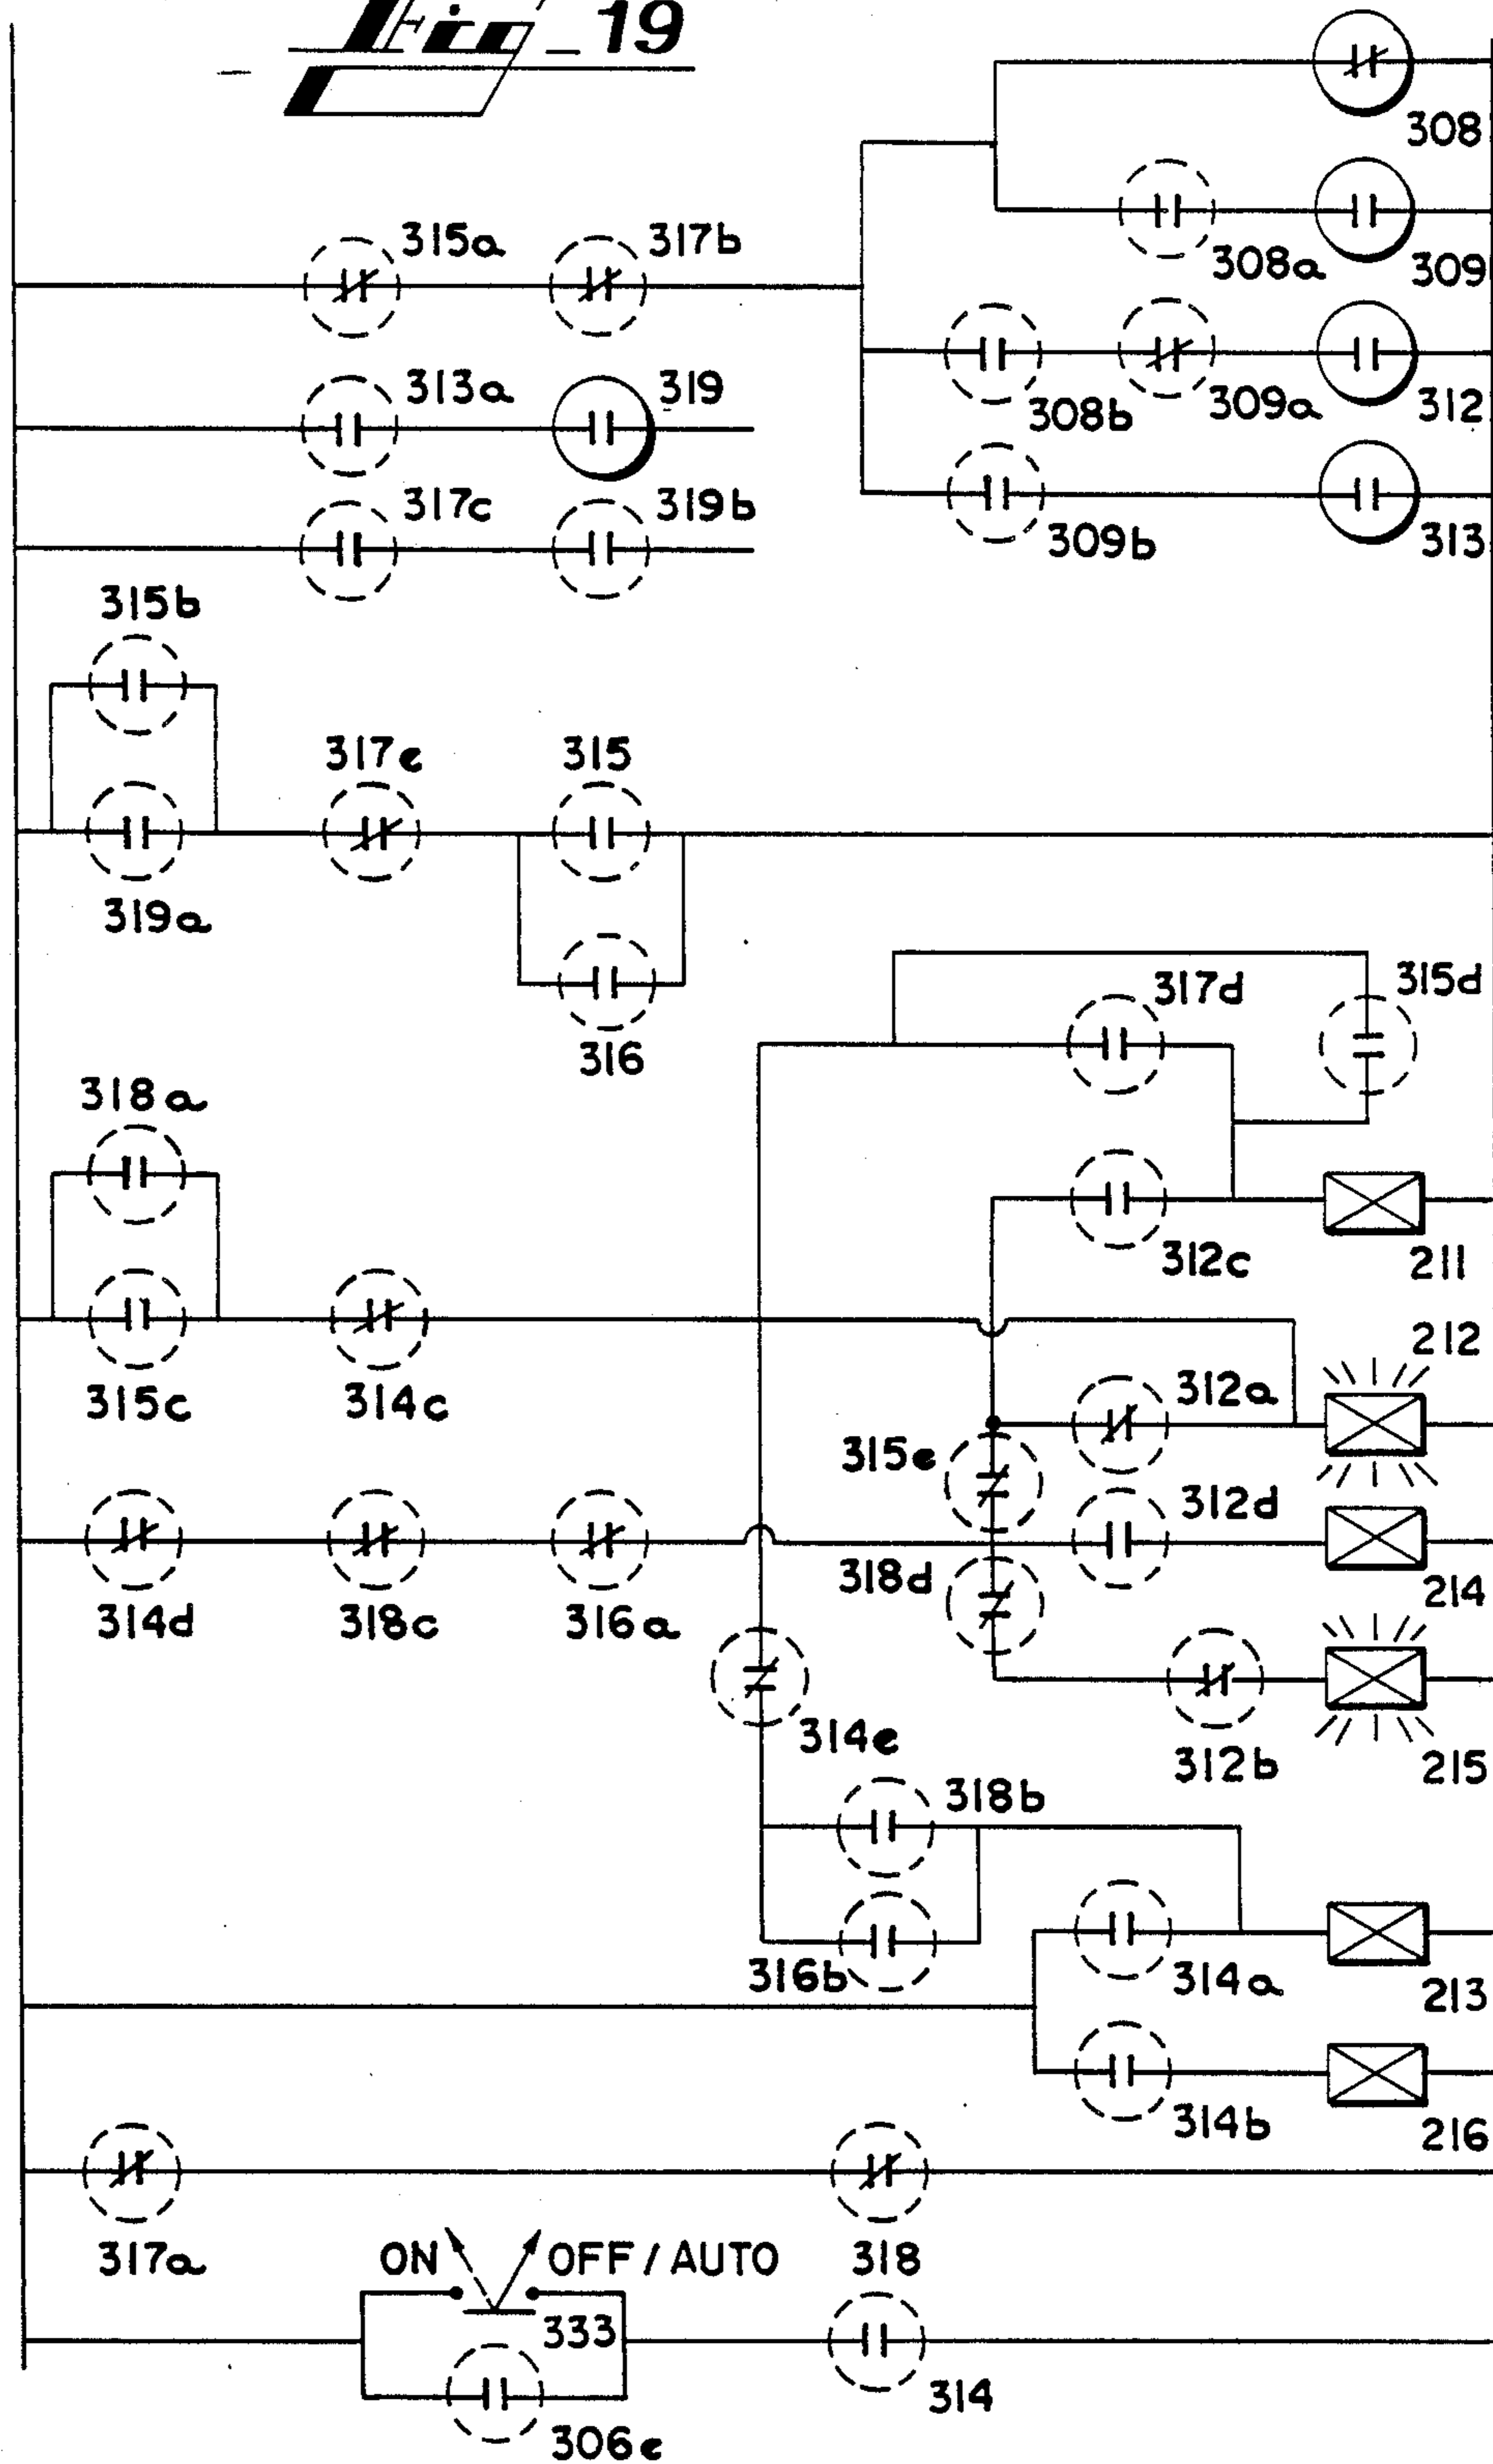 Fig_19
308
315a 317b
308a 309
313a 319
308b 309a 312
317c 319b
309b 313
315b
317e 315
319a
317d 315d
316
318a
312c 211
212
315c 314c 312a
315e
312d
318d
314d 318c 316a 214
314e
312b 215
318b
316b 314a 213
314b 216
317a ON OFF/AUTO 318
333
314
306e